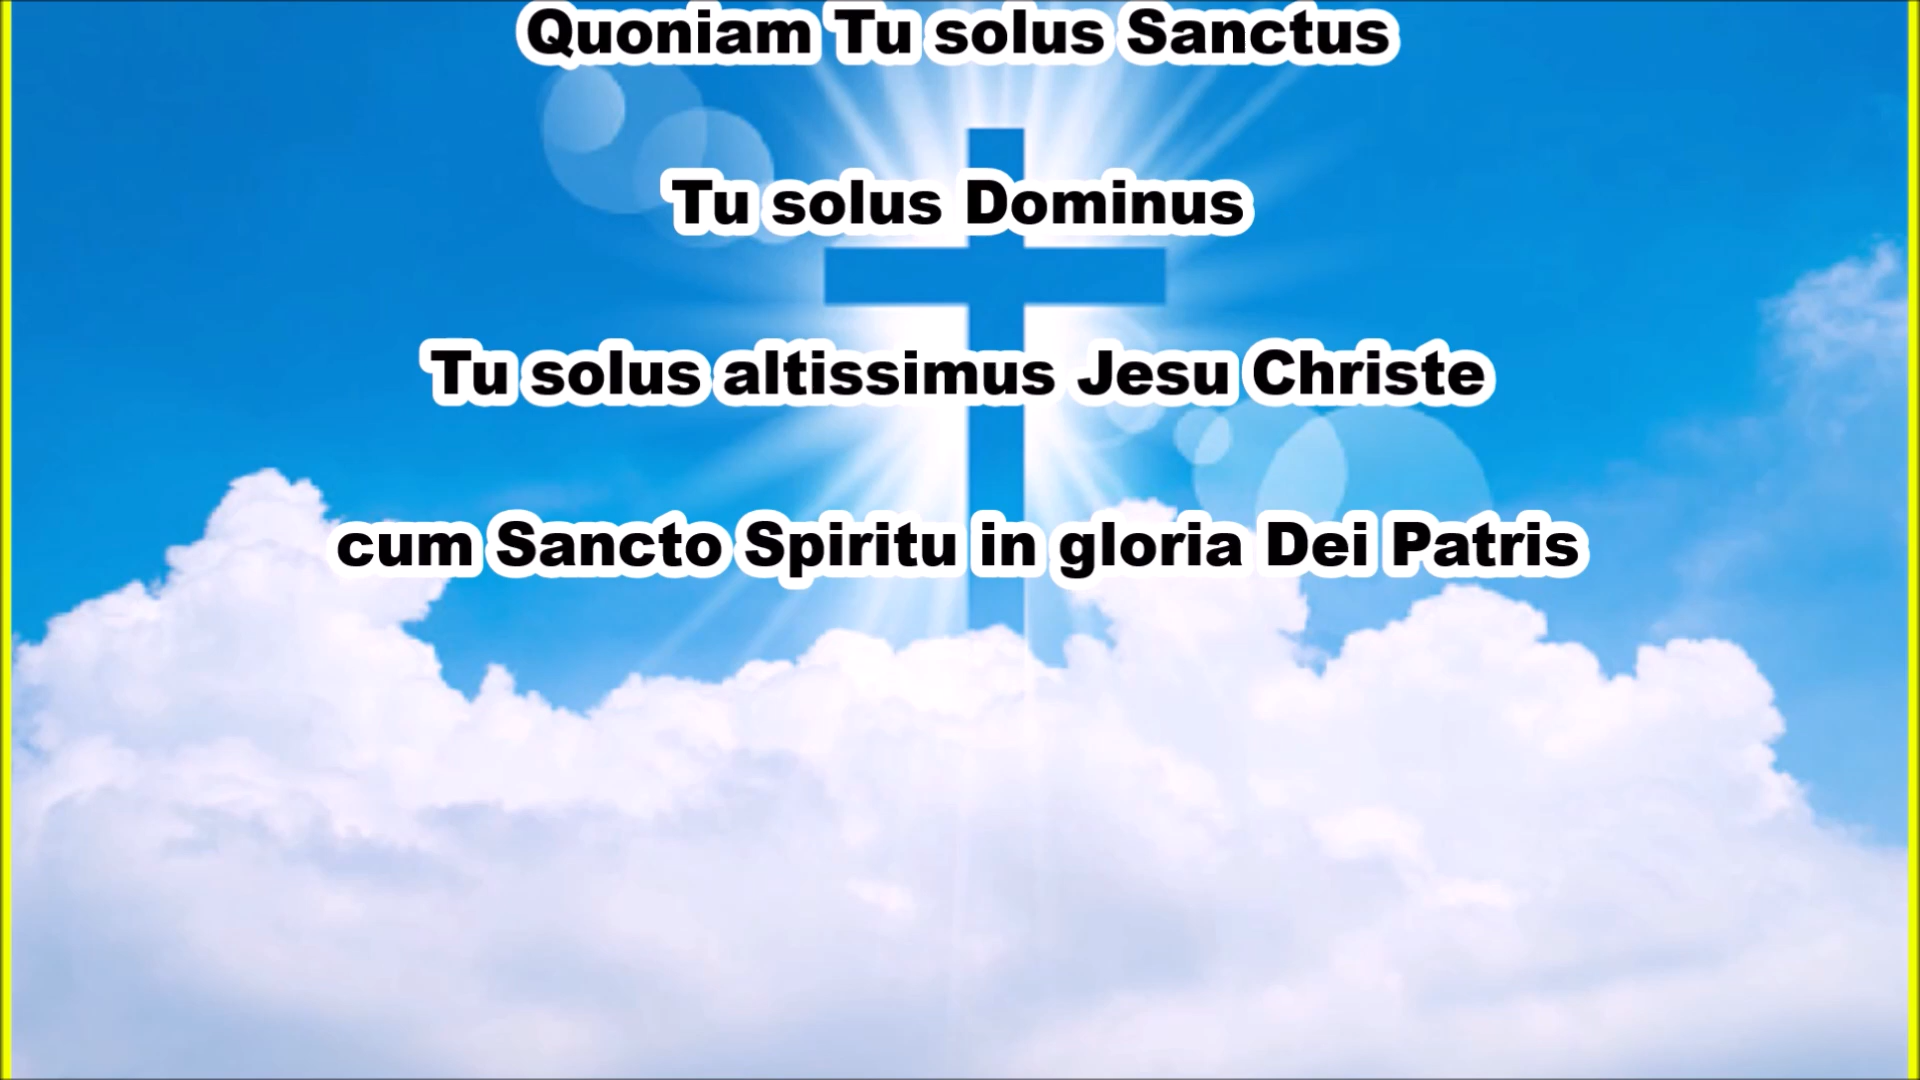 Quoniam Tu solus Sanctus
Tu solus Dominus
Tu solus altissimus Jesu Christe
cum Sancto Spiritu in gloria Dei Patris